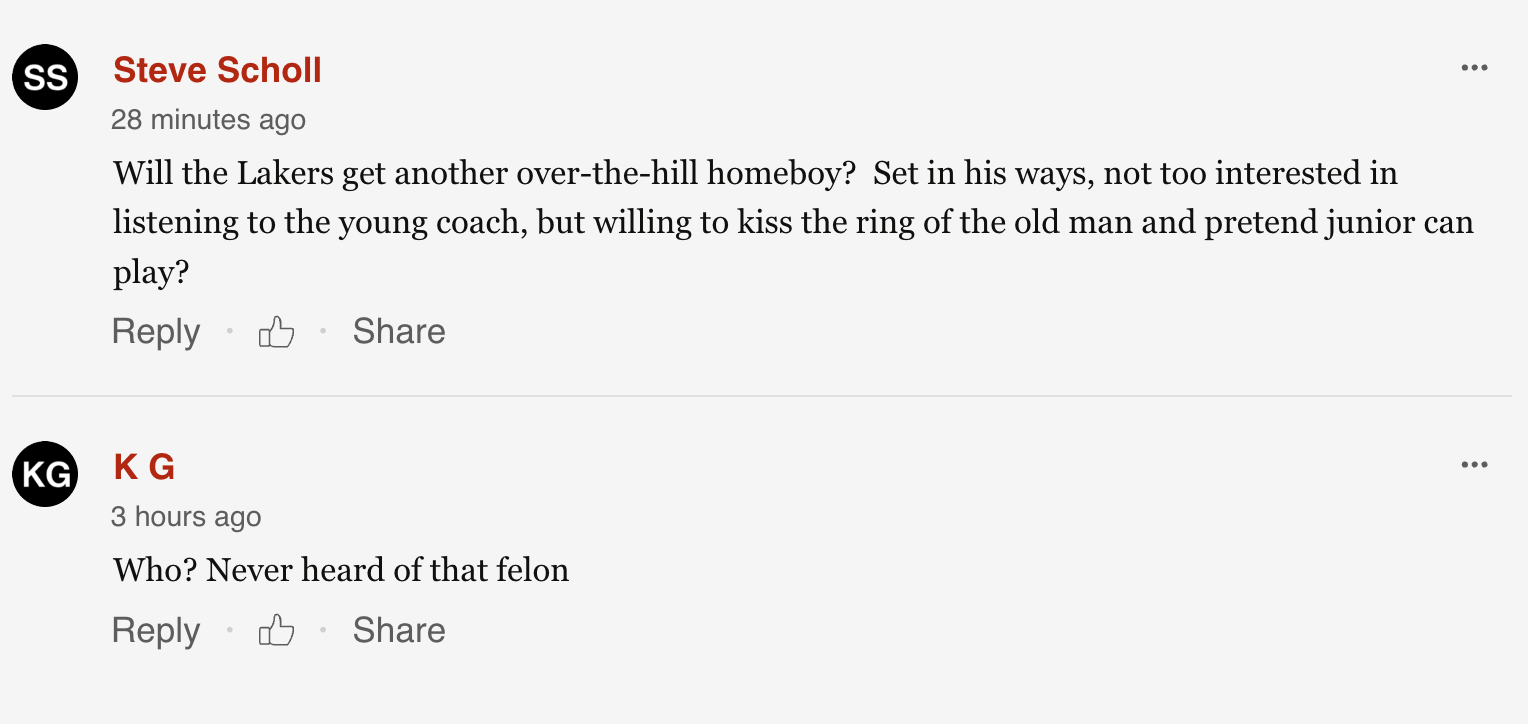 SS
Steve Scholl
28 minutes ago
Will the Lakers get another over-the-hill homeboy?  Set in his ways, not too interested in
listening to the young coach, but willing to kiss the ring of the old man and pretend junior can
play?
Reply · Share
KG
K G
3 hours ago
Who? Never heard of that felon
Reply · Share